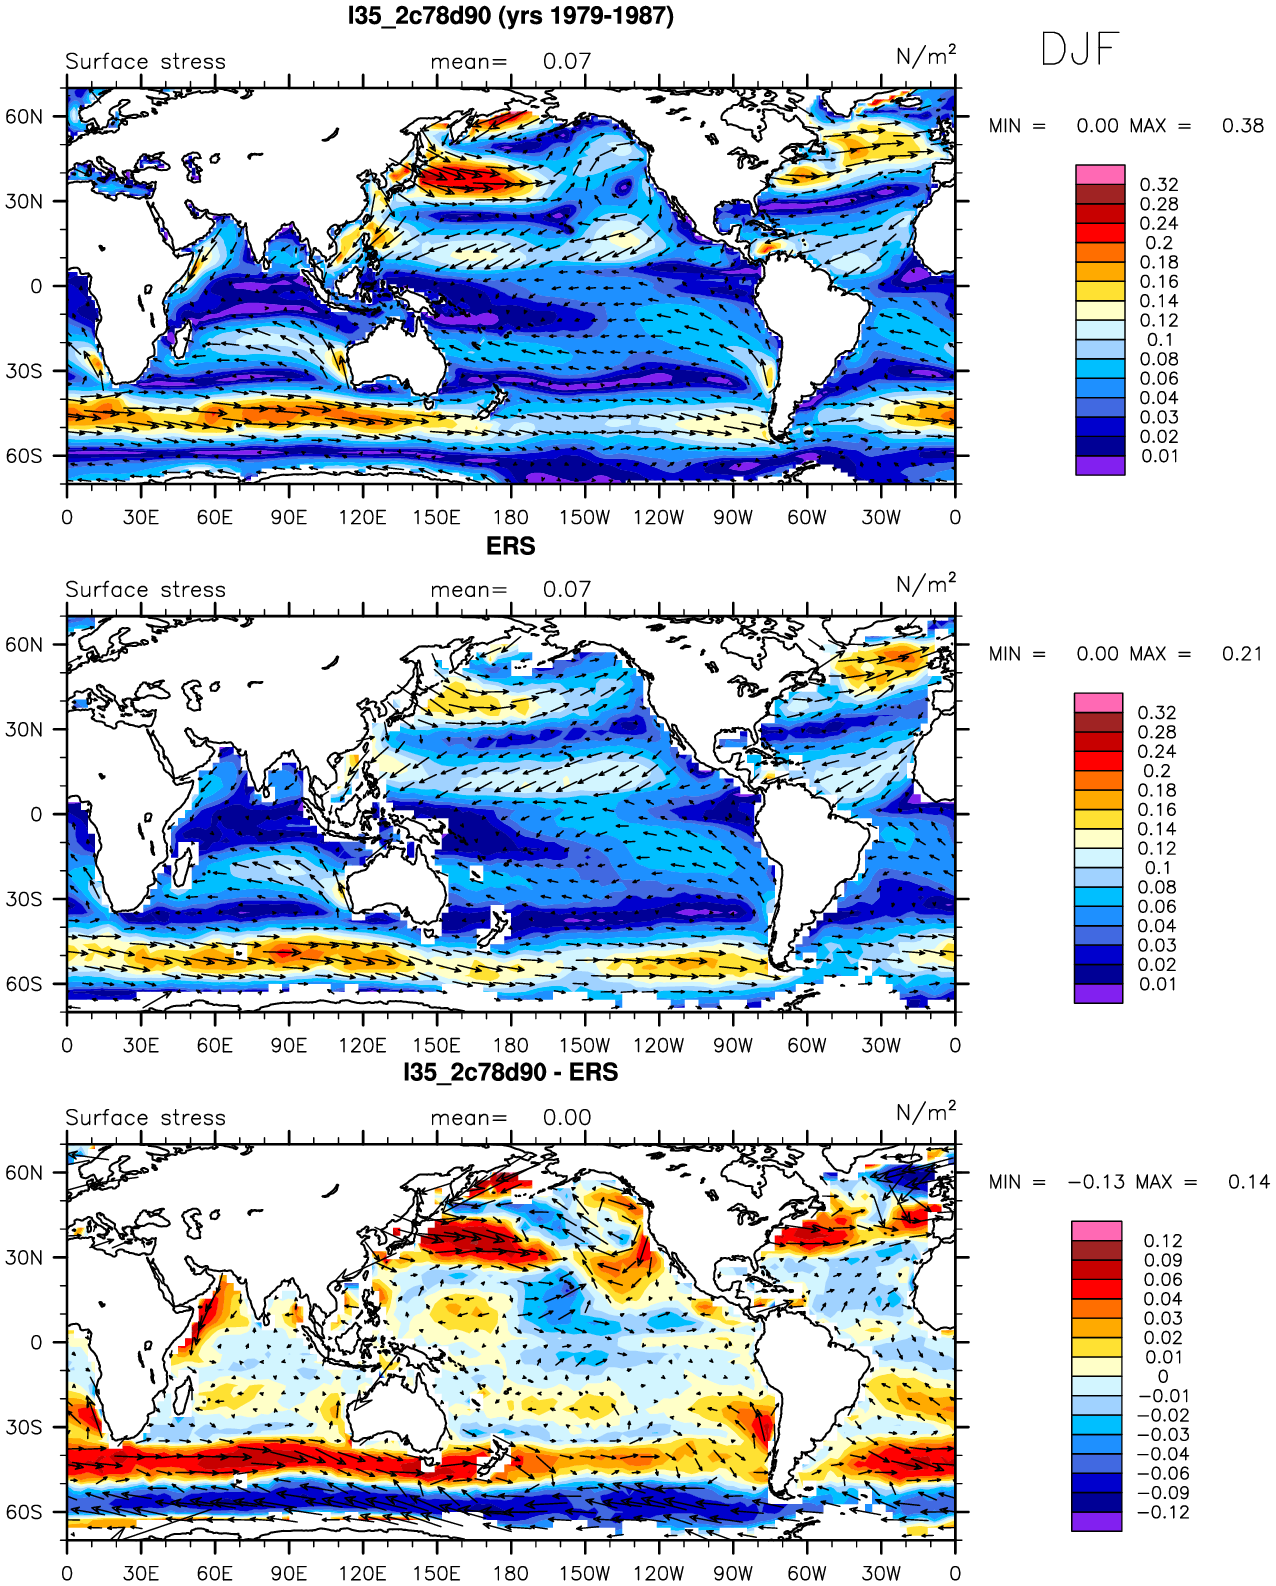 I35_2c78d90 (yrs 1979-1987)
DJF
Surface stress mean= 0.07 N/m²
MIN = 0.00 MAX = 0.38
60N
30N
0
30S
60S
0 30E 60E 90E 120E 150E 180 150W 120W 90W 60W 30W 0
0.32
0.28
0.24
0.2
0.18
0.16
0.14
0.12
0.1
0.08
0.06
0.04
0.03
0.02
0.01
ERS
Surface stress mean= 0.07 N/m²
MIN = 0.00 MAX = 0.21
60N
30N
0
30S
60S
0 30E 60E 90E 120E 150E 180 150W 120W 90W 60W 30W 0
0.32
0.28
0.24
0.2
0.18
0.16
0.14
0.12
0.1
0.08
0.06
0.04
0.03
0.02
0.01
I35_2c78d90 - ERS
Surface stress mean= 0.00 N/m²
MIN = −0.13 MAX = 0.14
60N
30N
0
30S
60S
0 30E 60E 90E 120E 150E 180 150W 120W 90W 60W 30W 0
0.12
0.09
0.06
0.04
0.03
0.02
0.01
0
−0.01
−0.02
−0.03
−0.04
−0.06
−0.09
−0.12